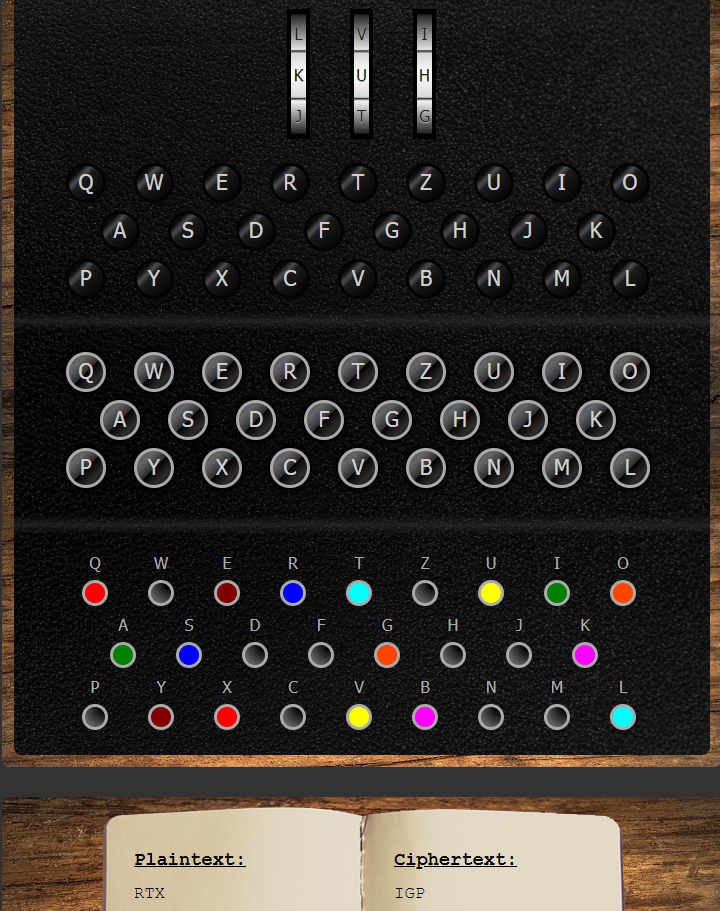 L V I
K U H
J T G
Q W E R T Z U I O
A S D F G H J K
P Y X C V B N M L
Q W E R T Z U I O
A S D F G H J K
P Y X C V B N M L
Q W E R T Z U I O
A S D F G H J K
P Y X C V B N M L
Plaintext: Ciphertext:
RTX IGP